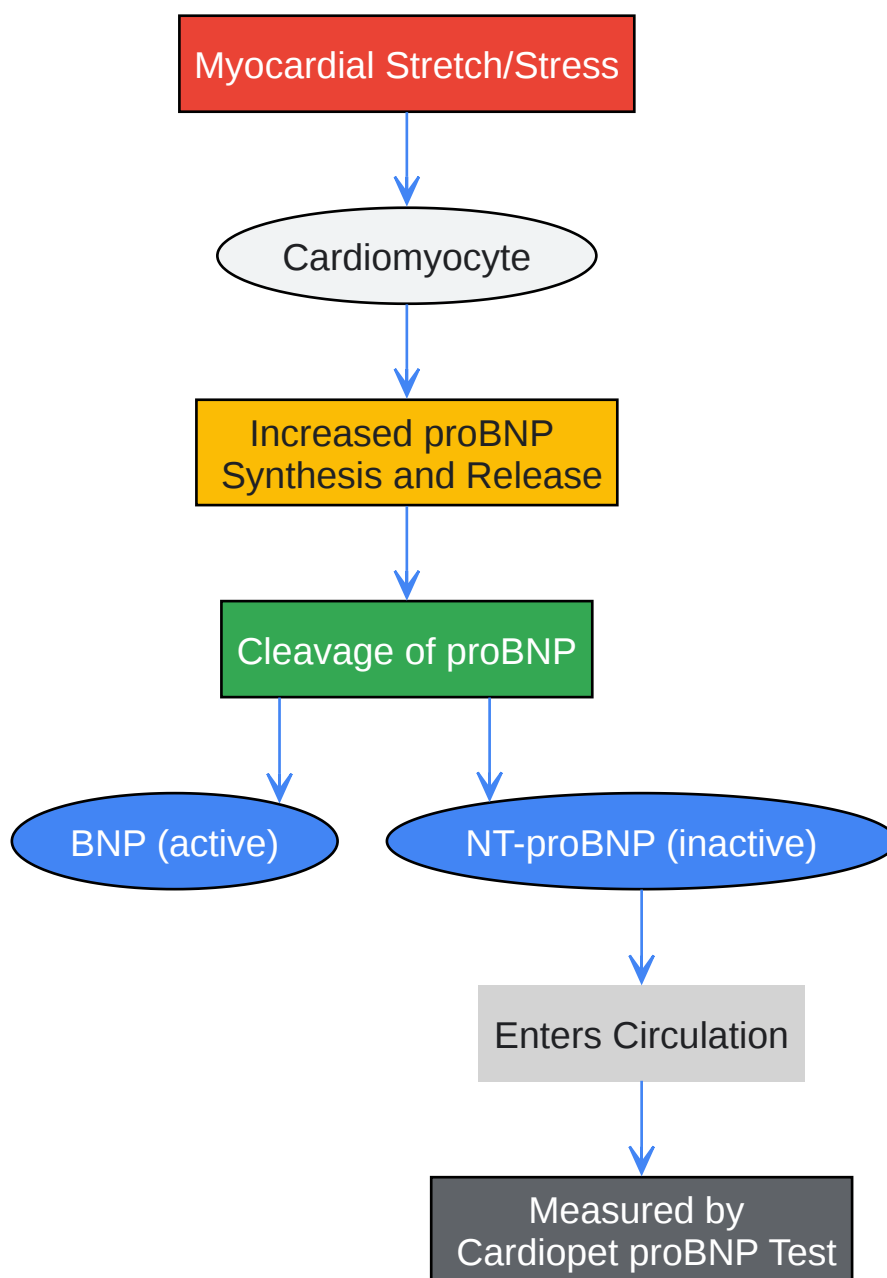 Myocardial Stretch/Stress
Cardiomyocyte
Increased proBNP
Synthesis and Release
Cleavage of proBNP
BNP (active)
NT-proBNP (inactive)
Enters Circulation
Measured by
Cardiopet proBNP Test